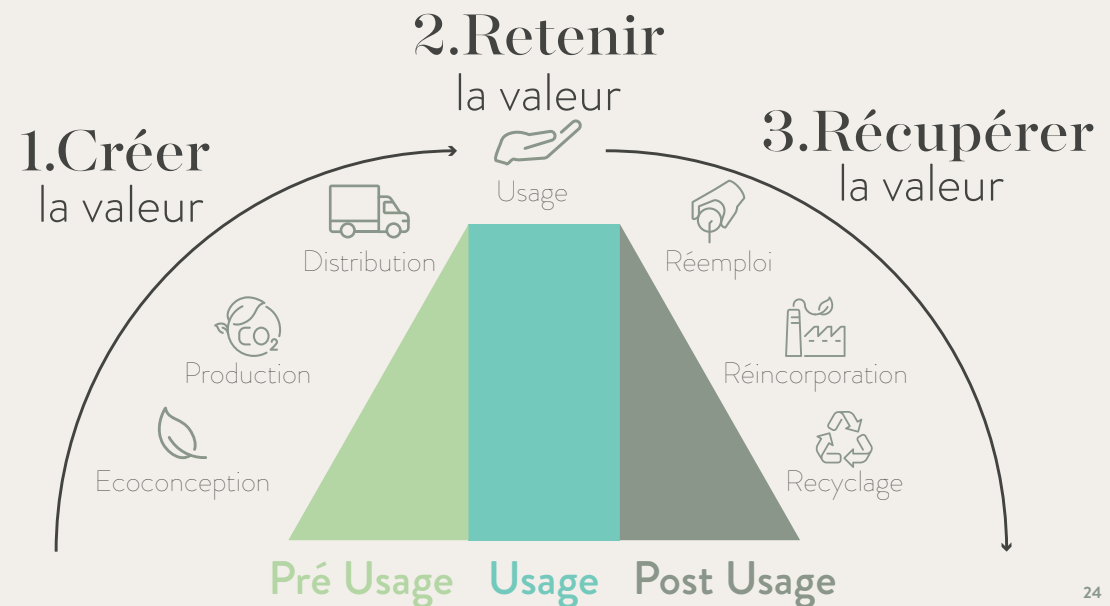 1.Créer
la valeur
2.Retenir
la valeur
3.Récupérer
la valeur
Usage
Distribution
Production
CO2
Ecoconception
Réemploi
Réincorporation
Recyclage
Pré Usage
Usage
Post Usage
24